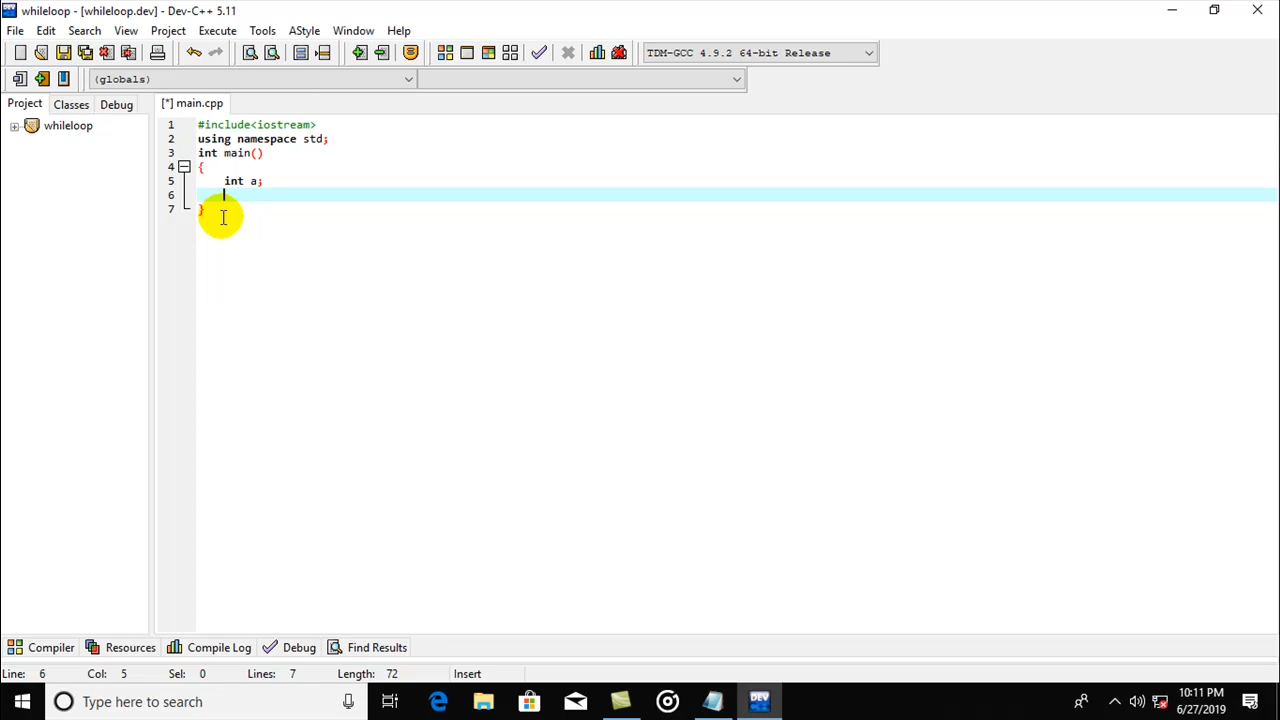 whileloop - [whileloop.dev] - Dev-C++ 5.11
File Edit Search View Project Execute Tools AStyle Window Help
TDM-GCC 4.9.2 64-bit Release
(globals)
Project Classes Debug [*] main.cpp
whileloop
1 #include<iostream>
2 using namespace std;
3 int main()
4 {
5 int a;
6
7 }
Compiler Resources Compile Log Debug Find Results
Line: 6 Col: 5 Sel: 0 Lines: 7 Length: 72 Insert
Type here to search
DEV
10:11 PM
6/27/2019